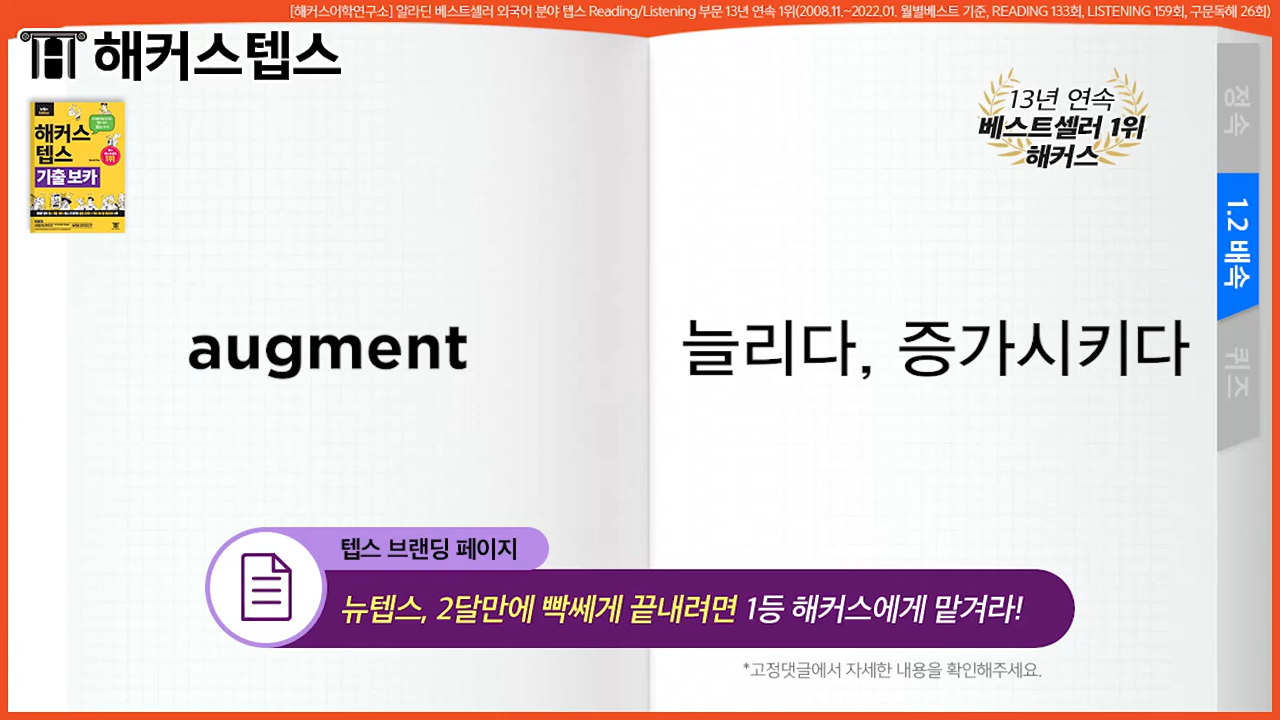 [해커스어학연구소] 알라딘 베스트셀러 외국어 분야 텝스 Reading/Listening 부문 13년 연속 1위(2008.11.~2022.01. 월별베스트 기준, READING 133회, LISTENING 159회, 구문독해 26회)
해커스텝스
해커스
텝스
기출 보카
13년 연속
베스트셀러 1위
해커스
정속
1.2 배속
퀴즈
augment
늘리다, 증가시키다
텝스 브랜딩 페이지
뉴텝스, 2달만에 빡쎄게 끝내려면 1등 해커스에게 맡겨라!
*고정댓글에서 자세한 내용을 확인해주세요.